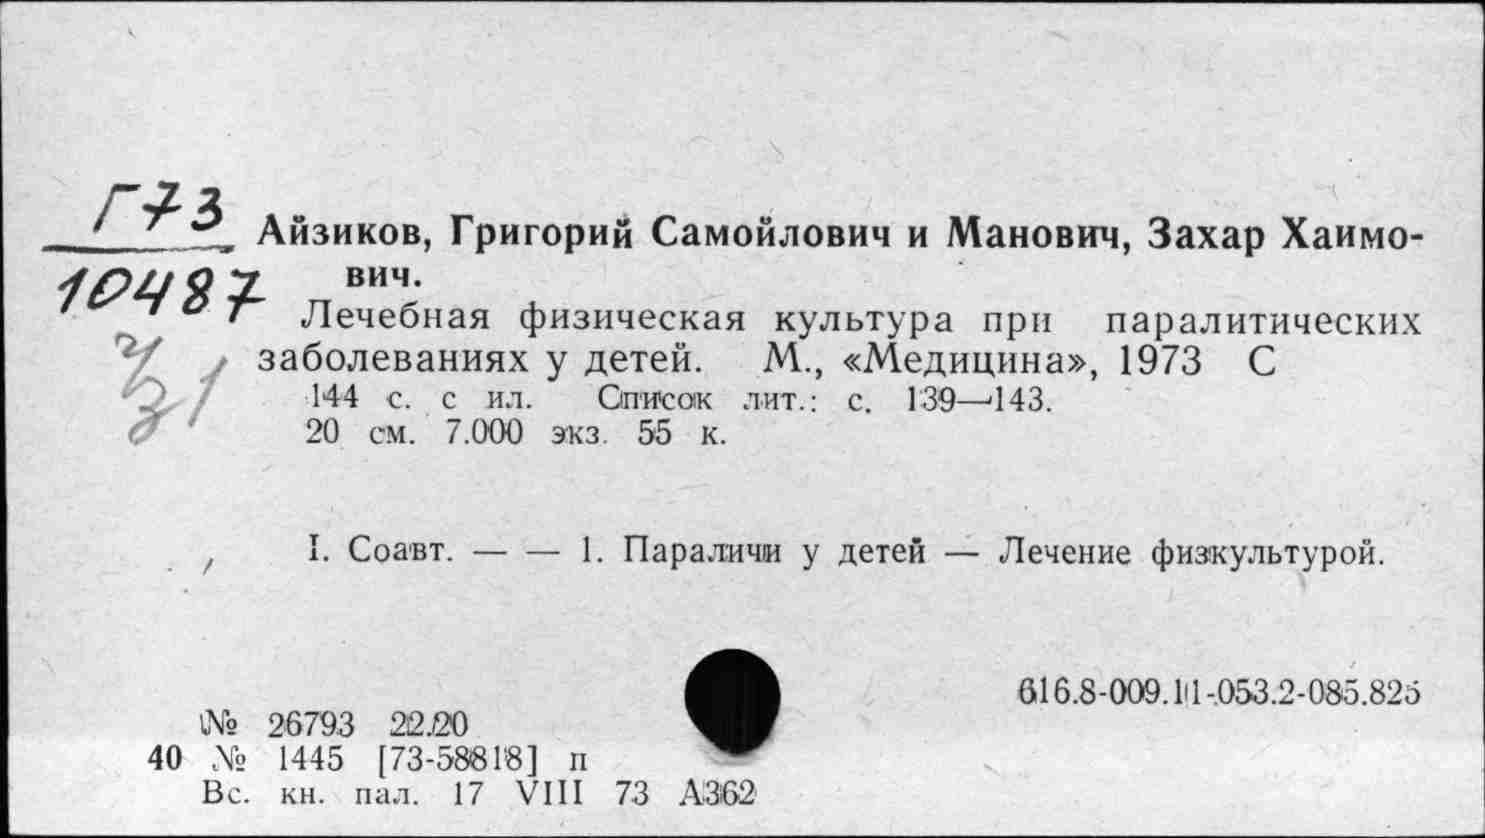 Г73
10487
Айзиков, Григорий Самойлович и Манович, Захар Хаимо-
вич.
Лечебная физическая культура при паралитических
заболеваниях у детей. М., «Медицина», 1973 С
144 с. с ил. Список лит.: с. 139—143.
20 см. 7.000 экз. 55 к.
I. Соавт. — — 1. Параличи у детей — Лечение физкультурой.
616.8-009.11-053.2-085.825
№ 26793 22.20
40 № 1445 [73-58818] п
Вс. кн. пал. 17 VIII 73 А362